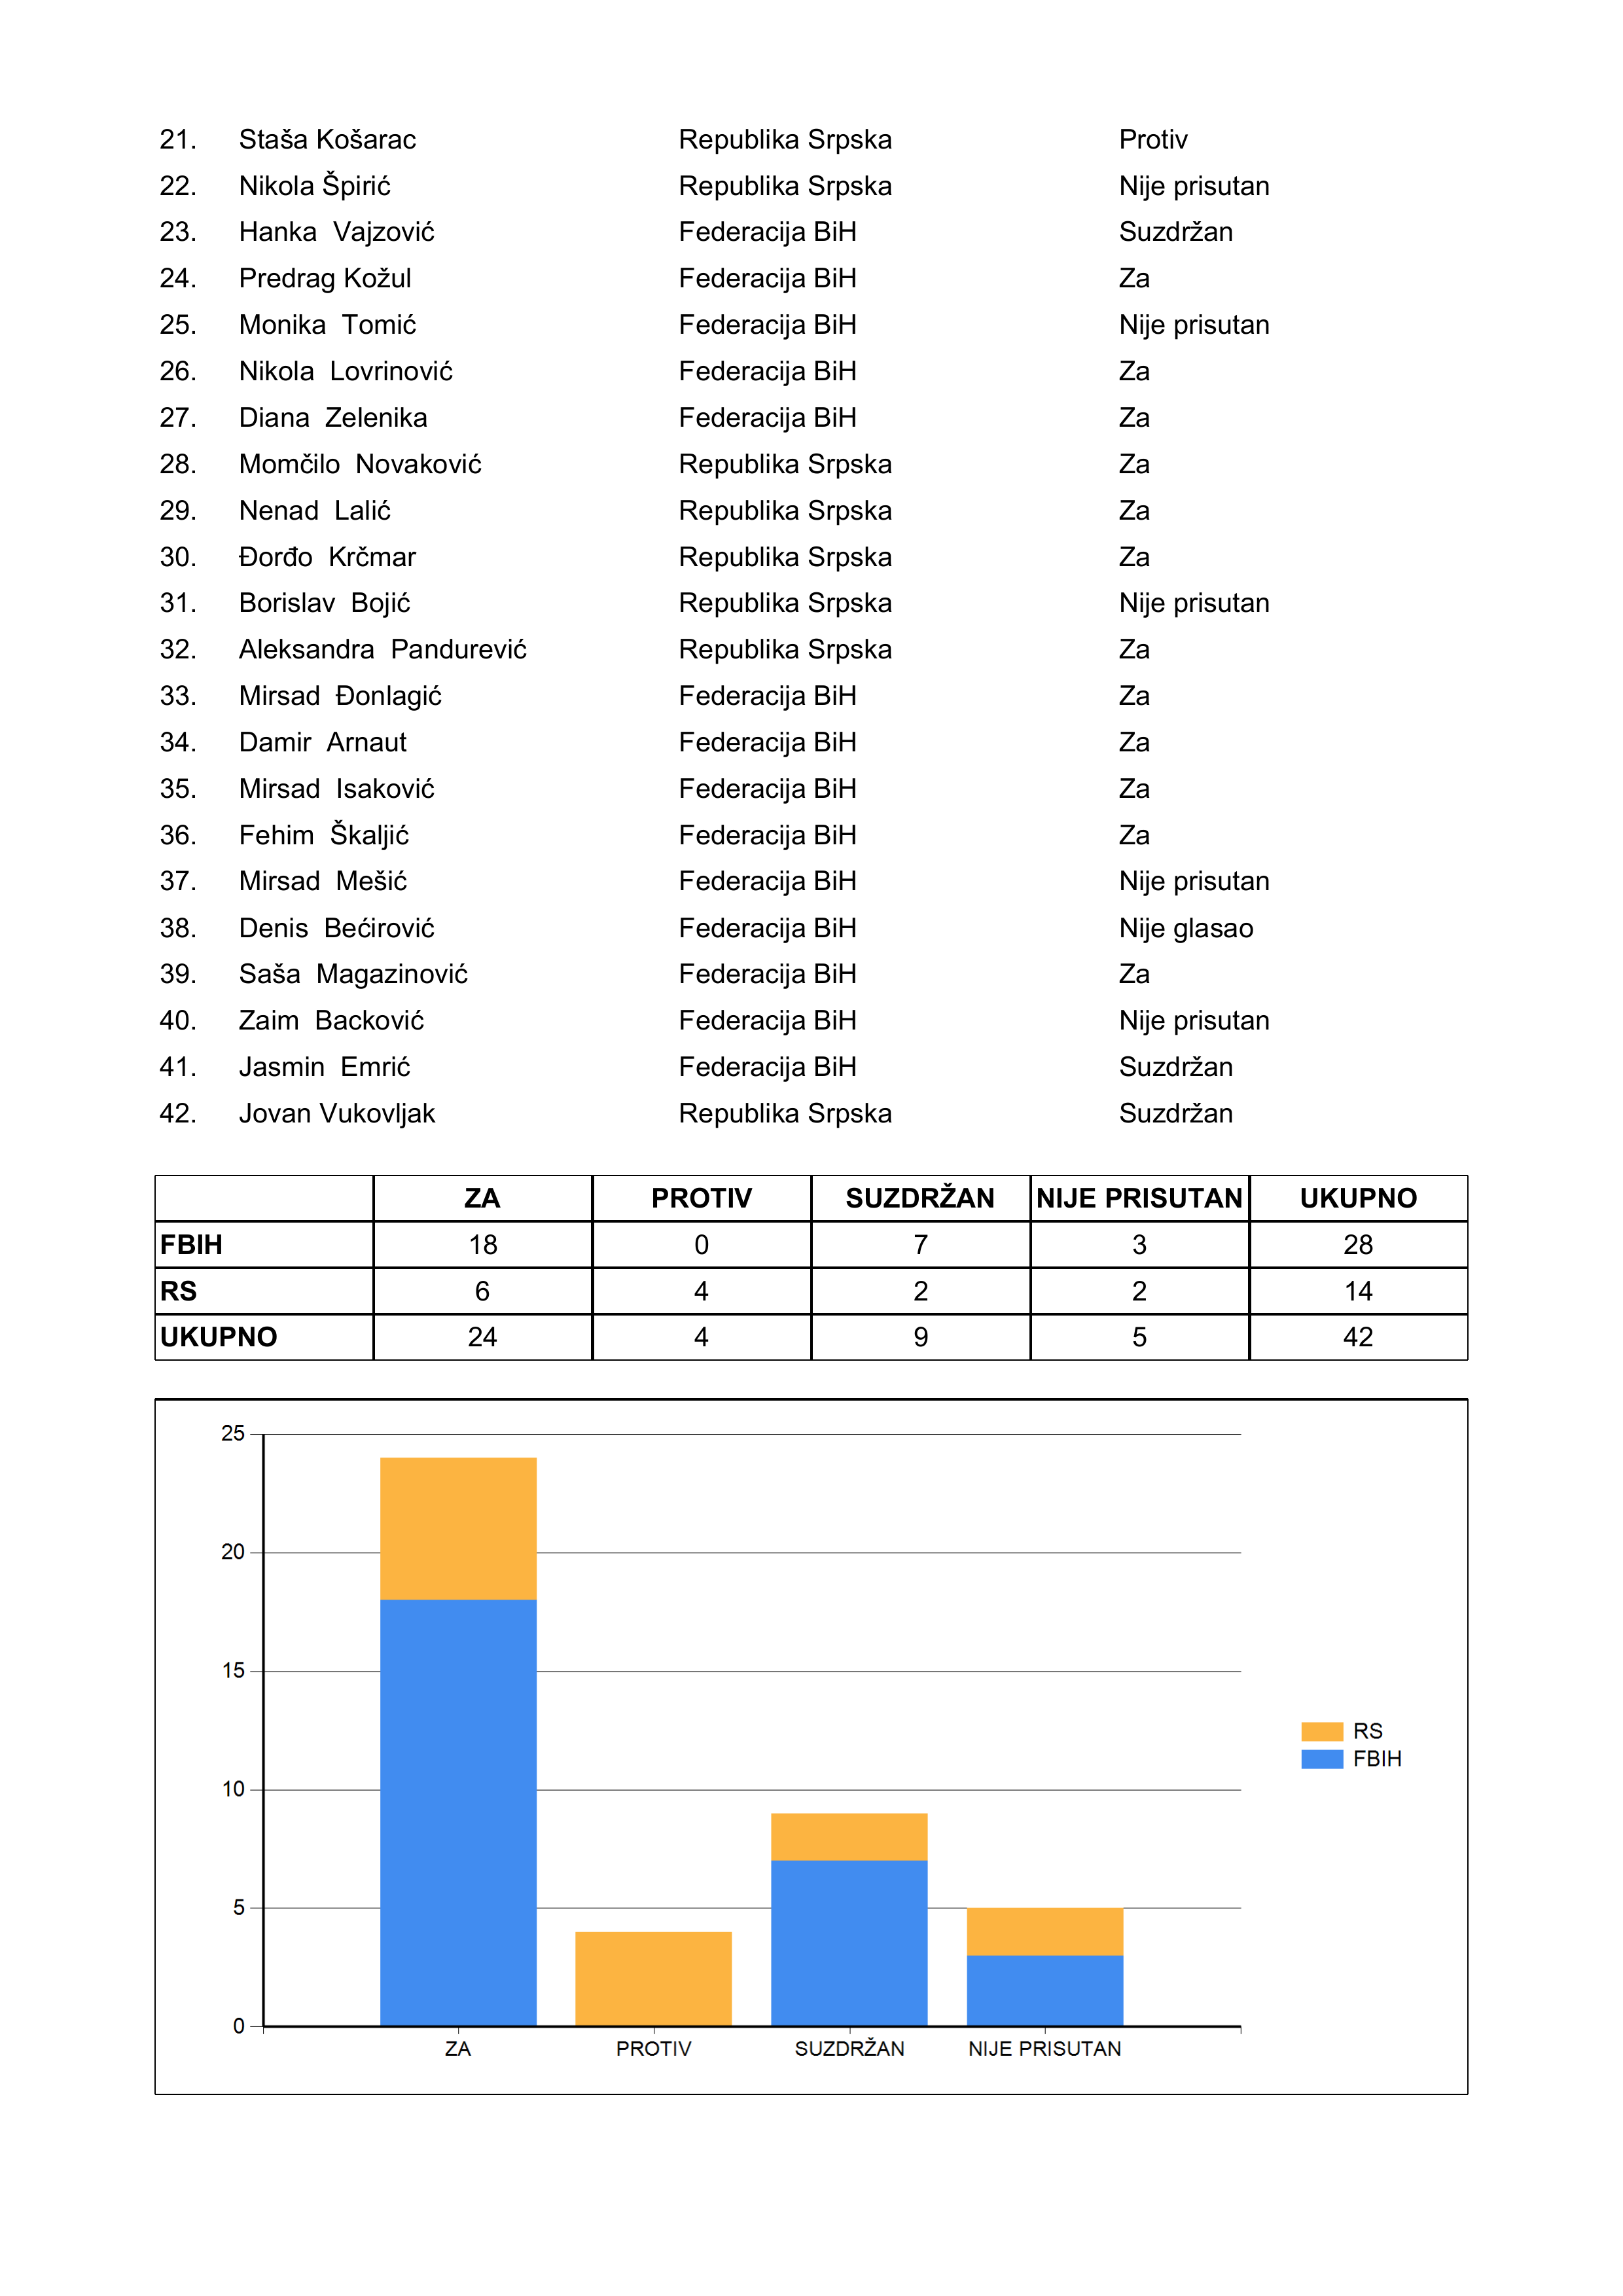 21. Staša Košarac Republika Srpska Protiv
22. Nikola Špirić Republika Srpska Nije prisutan
23. Hanka Vajzović Federacija BiH Suzdržan
24. Predrag Kožul Federacija BiH Za
25. Monika Tomić Federacija BiH Nije prisutan
26. Nikola Lovrinović Federacija BiH Za
27. Diana Zelenika Federacija BiH Za
28. Momčilo Novaković Republika Srpska Za
29. Nenad Lalić Republika Srpska Za
30. Đorđo Krčmar Republika Srpska Za
31. Borislav Bojić Republika Srpska Nije prisutan
32. Aleksandra Pandurević Republika Srpska Za
33. Mirsad Đonlagić Federacija BiH Za
34. Damir Arnaut Federacija BiH Za
35. Mirsad Isaković Federacija BiH Za
36. Fehim Škaljić Federacija BiH Za
37. Mirsad Mešić Federacija BiH Nije prisutan
38. Denis Bećirović Federacija BiH Nije glasao
39. Saša Magazinović Federacija BiH Za
40. Zaim Backović Federacija BiH Nije prisutan
41. Jasmin Emrić Federacija BiH Suzdržan
42. Jovan Vukovljak Republika Srpska Suzdržan
ZA PROTIV SUZDRŽAN NIJE PRISUTAN UKUPNO
FBIH 18 0 7 3 28
RS 6 4 2 2 14
UKUPNO 24 4 9 5 42
25
20
15
10
5
0
ZA PROTIV SUZDRŽAN NIJE PRISUTAN
RS
FBIH